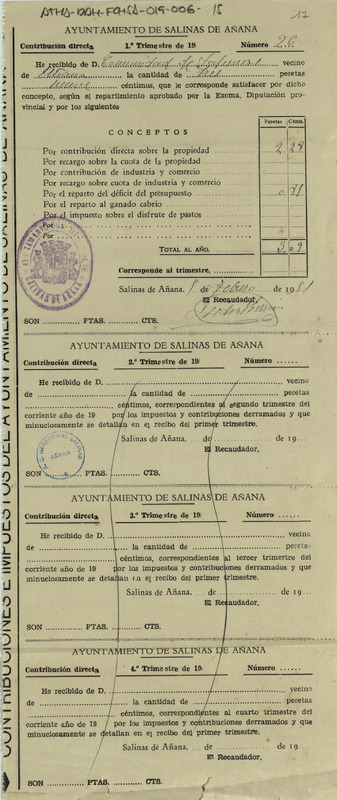 ATHA-DAH-F045D-019-006-15
17
AYUNTAMIENTO DE SALINAS DE AÑANA
Contribución directa 1.er Trimestre de 19 Número 26
He recibido de D. Comunidad de Salineros vecino
de la cantidad de tres pesetas
nueve céntimos, que le corresponde satisfacer por dicho
concepto, según el repartimiento aprobado por la Excma. Diputación pro-
vincial y por los siguientes
CONCEPTOS
Pesetas Cénts.
Por contribución directa sobre la propiedad 2 28
Por recargo sobre la cuota de la propiedad
Por contribución de industria y comercio
Por recargo sobre cuota de industria y comercio
Por el reparto del déficit del presupuesto 0 81
Por el reparto al ganado cabrío
Por el impuesto sobre el disfrute de pastos
Por
Por
TOTAL AL AÑO. 3,09
Corresponde al trimestre,
Salinas de Añana, 8 de Febrero de 1931
El Recaudador,
SON PTAS. CTS.
AYUNTAMIENTO DE SALINAS DE AÑANA
Contribución directa 2.º Trimestre de 19 Número
He recibido de D. vecino
de la cantidad de pesetas
céntimos, correspondientes al segundo trimestre del
corriente año de 19 por los impuestos y contribuciones derramados y que
minuciosamente se detallan en el recibo del primer trimestre.
Salinas de Añana, de de 19
El Recaudador,
AÑANA
SON PTAS. CTS.
AYUNTAMIENTO DE SALINAS DE AÑANA
Contribución directa 3.er Trimestre de 19 Número
He recibido de D. vecino
de la cantidad de pesetas
céntimos, correspondientes al tercer trimestre del
corriente año de 19 por los impuestos y contribuciones derramados y que
minuciosamente se detallan en el recibo del primer trimestre.
Salinas de Añana, de de 19
El Recaudador,
SON PTAS. CTS.
AYUNTAMIENTO DE SALINAS DE AÑANA
Contribución directa 4.º Trimestre de 19 Número
He recibido de D. vecino
de la cantidad de pesetas
céntimos, correspondientes al cuarto trimestre del
corriente año de 19 por los impuestos y contribuciones derramados y que
minuciosamente se detallan en el recibo del primer trimestre.
Salinas de Añana, de de 19
El Recaudador,
SON PTAS. CTS.
CONTRIBUCIONES E IMPUESTOS DEL AYUNTAMIENTO DE SALINAS DE AÑANA